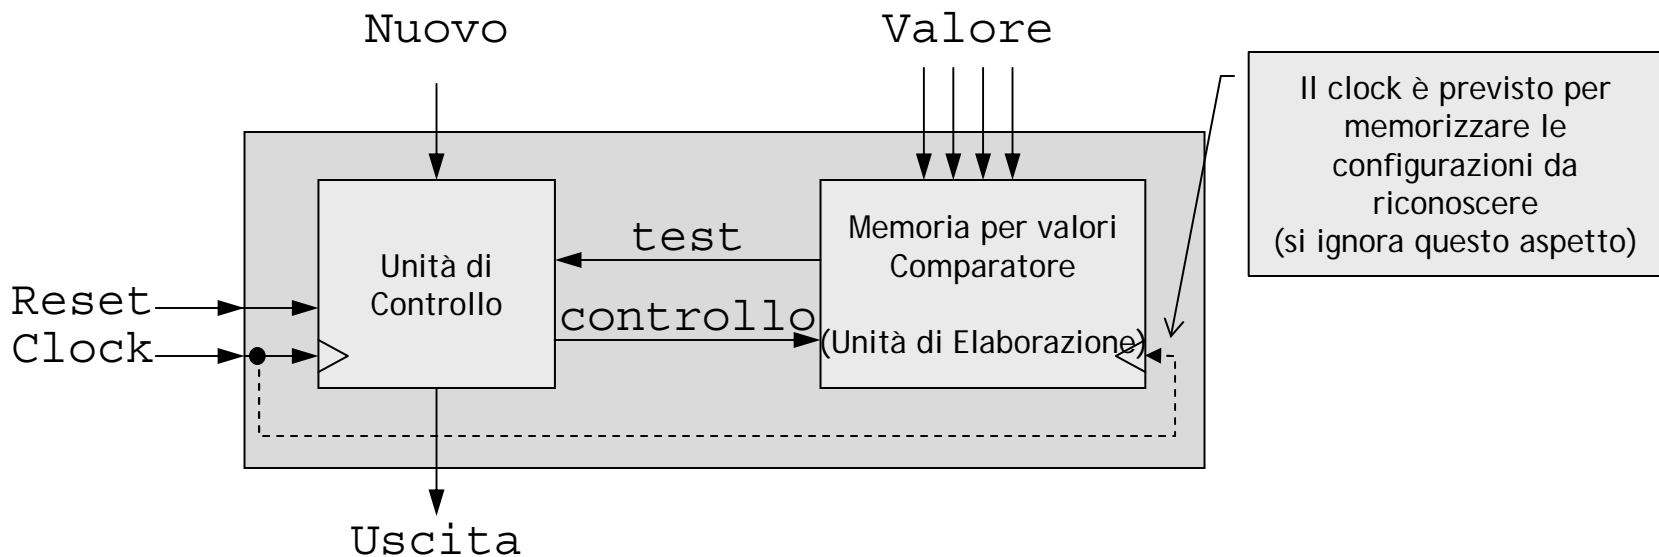 Nuovo
Valore
Il clock è previsto per
memorizzare le
configurazioni da
riconoscere
(si ignora questo aspetto)
test
Unità di
Controllo
Memoria per valori
Comparatore
Reset
controllo
Clock
(Unità di Elaborazione)
Uscita